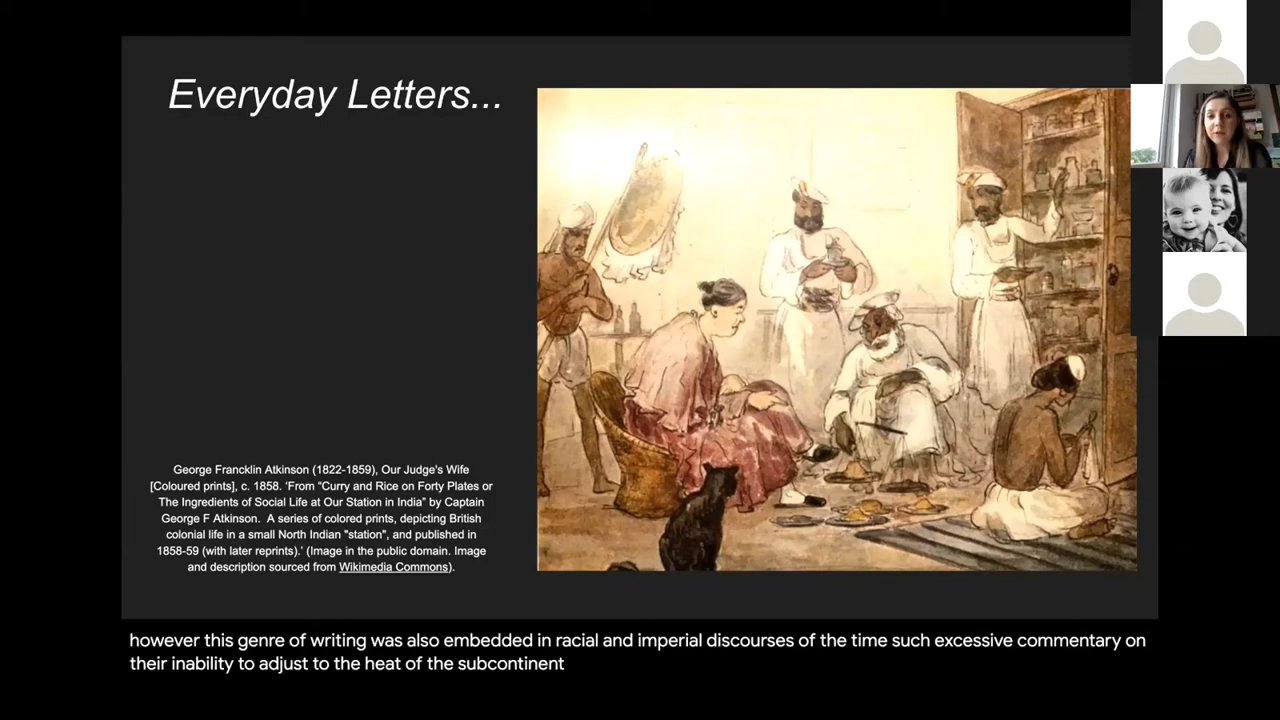 Everyday Letters...
George Francklin Atkinson (1822-1859), Our Judge's Wife
[Coloured prints], c. 1858. 'From “Curry and Rice on Forty Plates or
The Ingredients of Social Life at Our Station in India” by Captain
George F Atkinson.  A series of colored prints, depicting British
colonial life in a small North Indian "station", and published in
1858-59 (with later reprints).' (Image in the public domain. Image
and description sourced from Wikimedia Commons).
however this genre of writing was also embedded in racial and imperial discourses of the time such excessive commentary on
their inability to adjust to the heat of the subcontinent